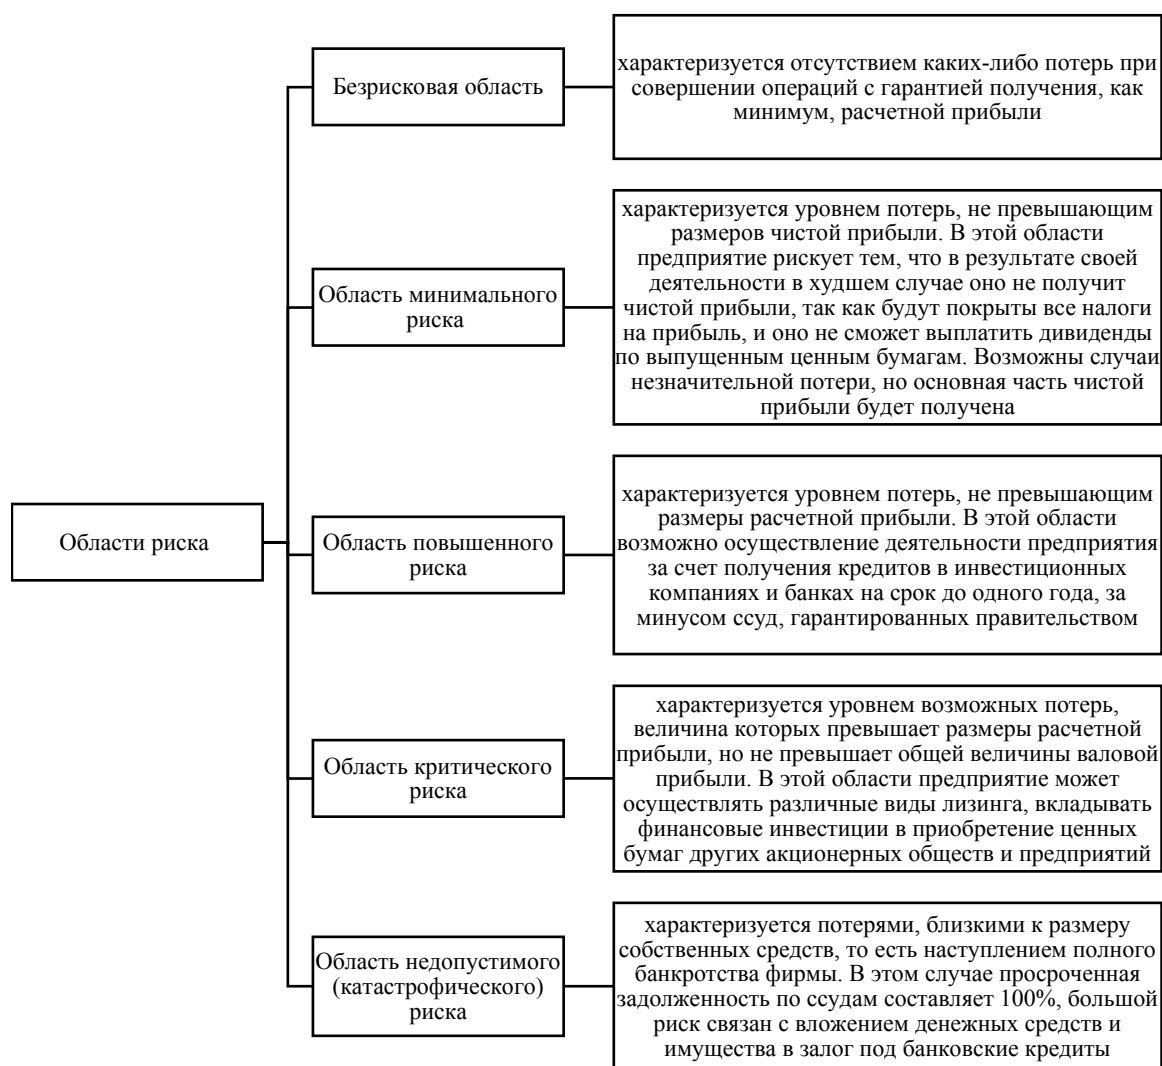 Области риска
Безрисковая область
характеризуется отсутствием каких-либо потерь при
совершении операций с гарантией получения, как
минимум, расчетной прибыли
Область минимального
риска
характеризуется уровнем потерь, не превышающим
размеров чистой прибыли. В этой области
предприятие рискует тем, что в результате своей
деятельности в худшем случае оно не получит
чистой прибыли, так как будут покрыты все налоги
на прибыль, и оно не сможет выплатить дивиденды
по выпущенным ценным бумагам. Возможны случаи
незначительной потери, но основная часть чистой
прибыли будет получена
Область повышенного
риска
характеризуется уровнем потерь, не превышающим
размеры расчетной прибыли. В этой области
возможно осуществление деятельности предприятия
за счет получения кредитов в инвестиционных
компаниях и банках на срок до одного года, за
минусом ссуд, гарантированных правительством
Область критического
риска
характеризуется уровнем возможных потерь,
величина которых превышает размеры расчетной
прибыли, но не превышает общей величины валовой
прибыли. В этой области предприятие может
осуществлять различные виды лизинга, вкладывать
финансовые инвестиции в приобретение ценных
бумаг других акционерных обществ и предприятий
Область недопустимого
(катастрофического)
риска
характеризуется потерями, близкими к размеру
собственных средств, то есть наступлением полного
банкротства фирмы. В этом случае просроченная
задолженность по ссудам составляет 100%, большой
риск связан с вложением денежных средств и
имущества в залог под банковские кредиты